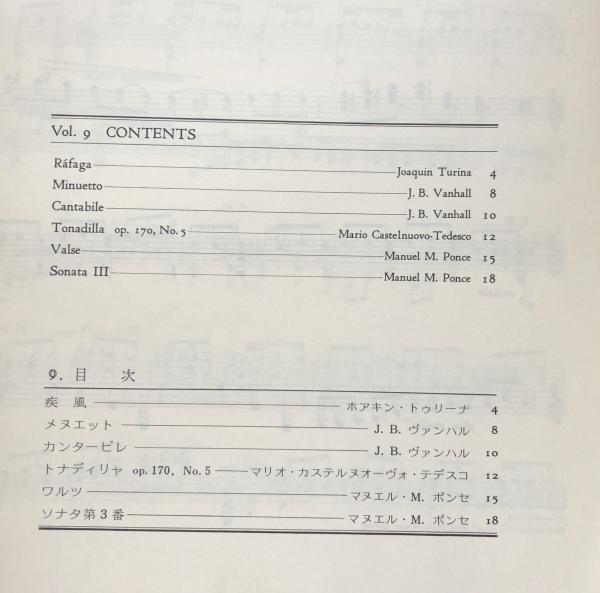 Vol. 9 CONTENTS
Ráfaga Joaquin Turina 4
Minuetto J. B. Vanhall 8
Cantabile J. B. Vanhall 10
Tonadilla op. 170, No. 5 Mario Castelnuovo-Tedesco 12
Valse Manuel M. Ponce 15
Sonata III Manuel M. Ponce 18
9. 目 次
疾 風 ホアキン・トゥリーナ 4
メヌエット J. B. ヴァンハル 8
カンタービレ J. B. ヴァンハル 10
トナディリャ op. 170, No. 5 マリオ・カステルヌオーヴォ・テデスコ 12
ワルツ マヌエル・M. ポンセ 15
ソナタ第3番 マヌエル・M. ポンセ 18